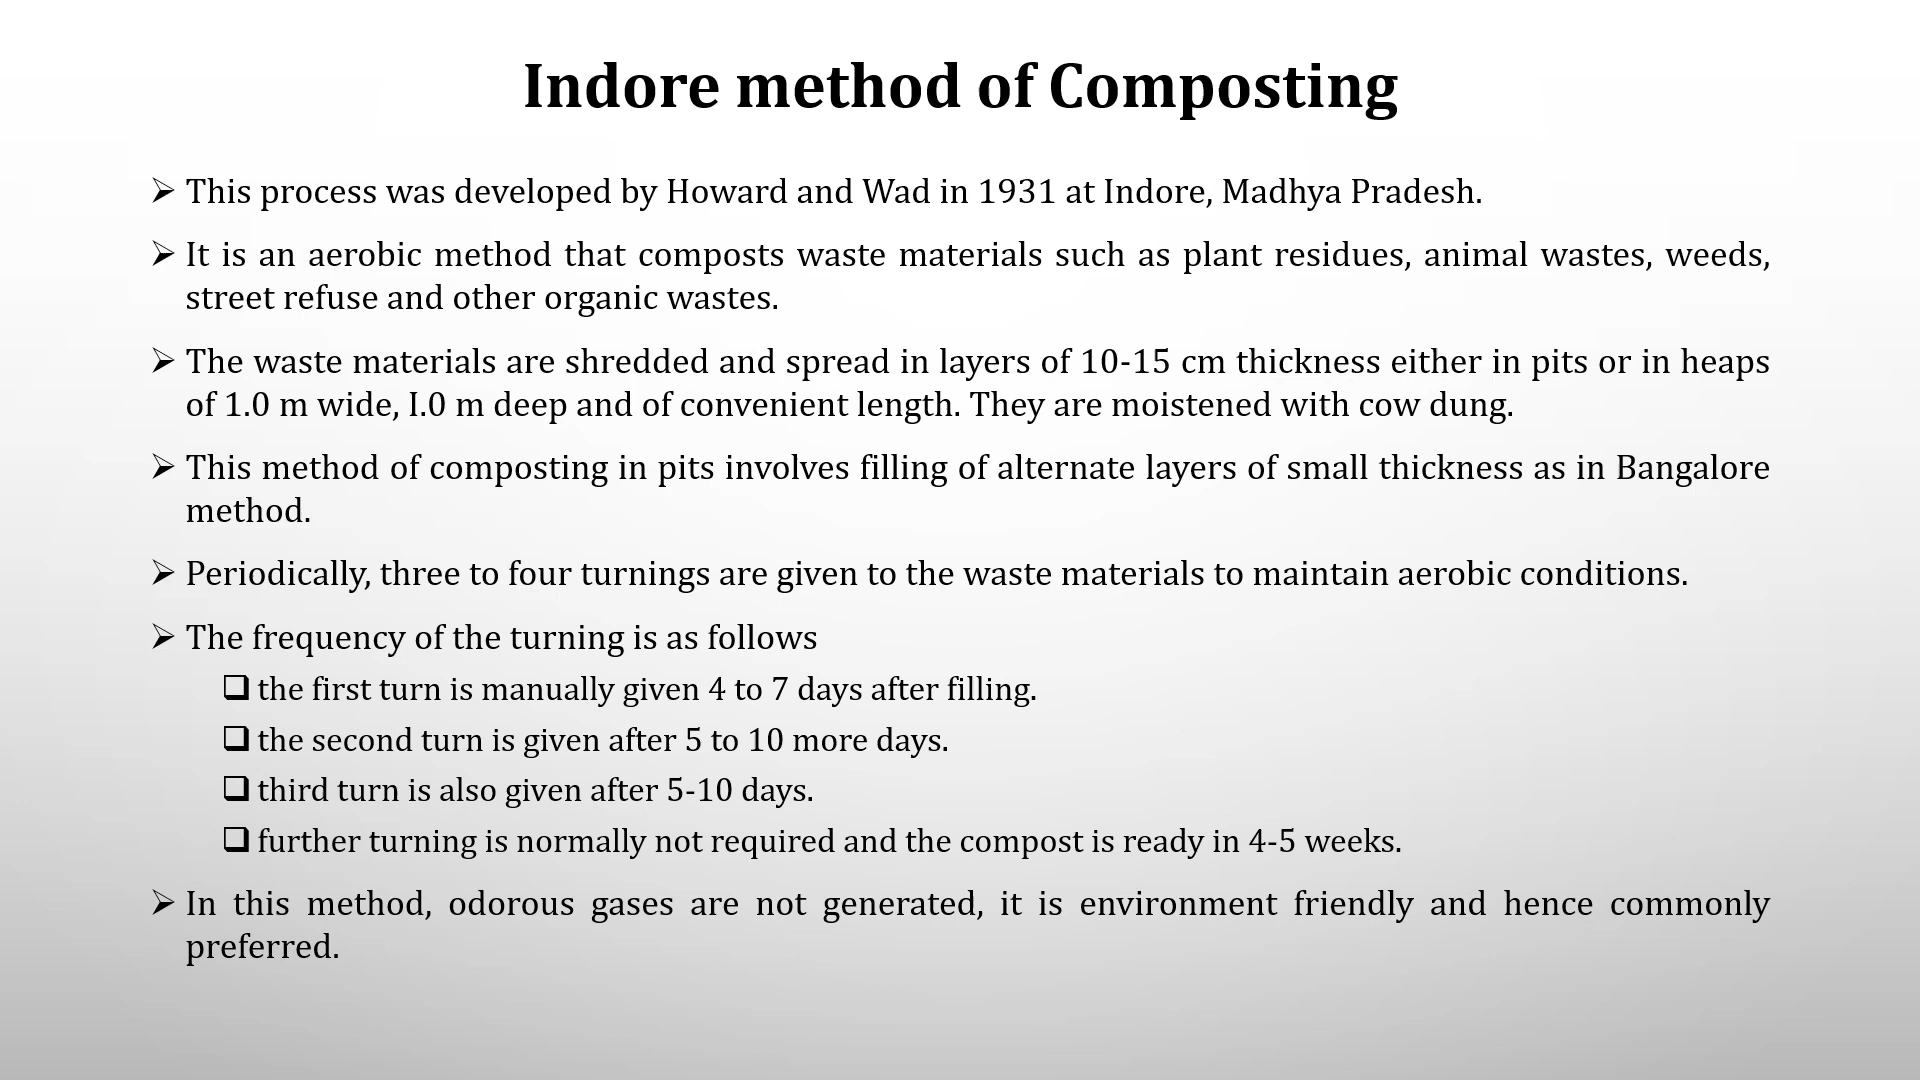 Indore method of Composting
➢ This process was developed by Howard and Wad in 1931 at Indore, Madhya Pradesh.
➢ It is an aerobic method that composts waste materials such as plant residues, animal wastes, weeds,
street refuse and other organic wastes.
➢ The waste materials are shredded and spread in layers of 10-15 cm thickness either in pits or in heaps
of 1.0 m wide, I.0 m deep and of convenient length. They are moistened with cow dung.
➢ This method of composting in pits involves filling of alternate layers of small thickness as in Bangalore
method.
➢ Periodically, three to four turnings are given to the waste materials to maintain aerobic conditions.
➢ The frequency of the turning is as follows
❑ the first turn is manually given 4 to 7 days after filling.
❑ the second turn is given after 5 to 10 more days.
❑ third turn is also given after 5-10 days.
❑ further turning is normally not required and the compost is ready in 4-5 weeks.
➢ In this method, odorous gases are not generated, it is environment friendly and hence commonly
preferred.